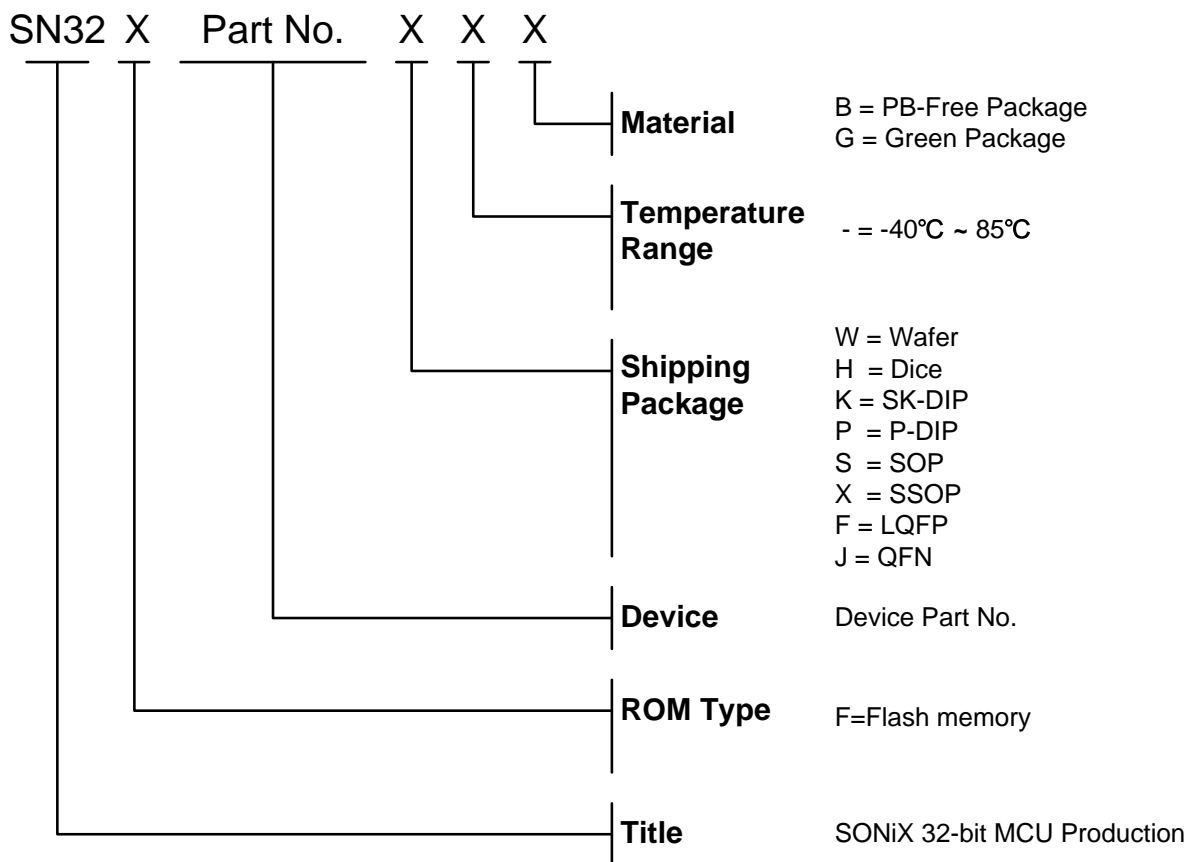 SN32 X Part No. X X X
Material
B = PB-Free Package
G = Green Package
Temperature
Range
- = -40℃ ~ 85℃
Shipping
Package
W = Wafer
H = Dice
K = SK-DIP
P = P-DIP
S = SOP
X = SSOP
F = LQFP
J = QFN
Device
Device Part No.
ROM Type
F=Flash memory
Title
SONiX 32-bit MCU Production